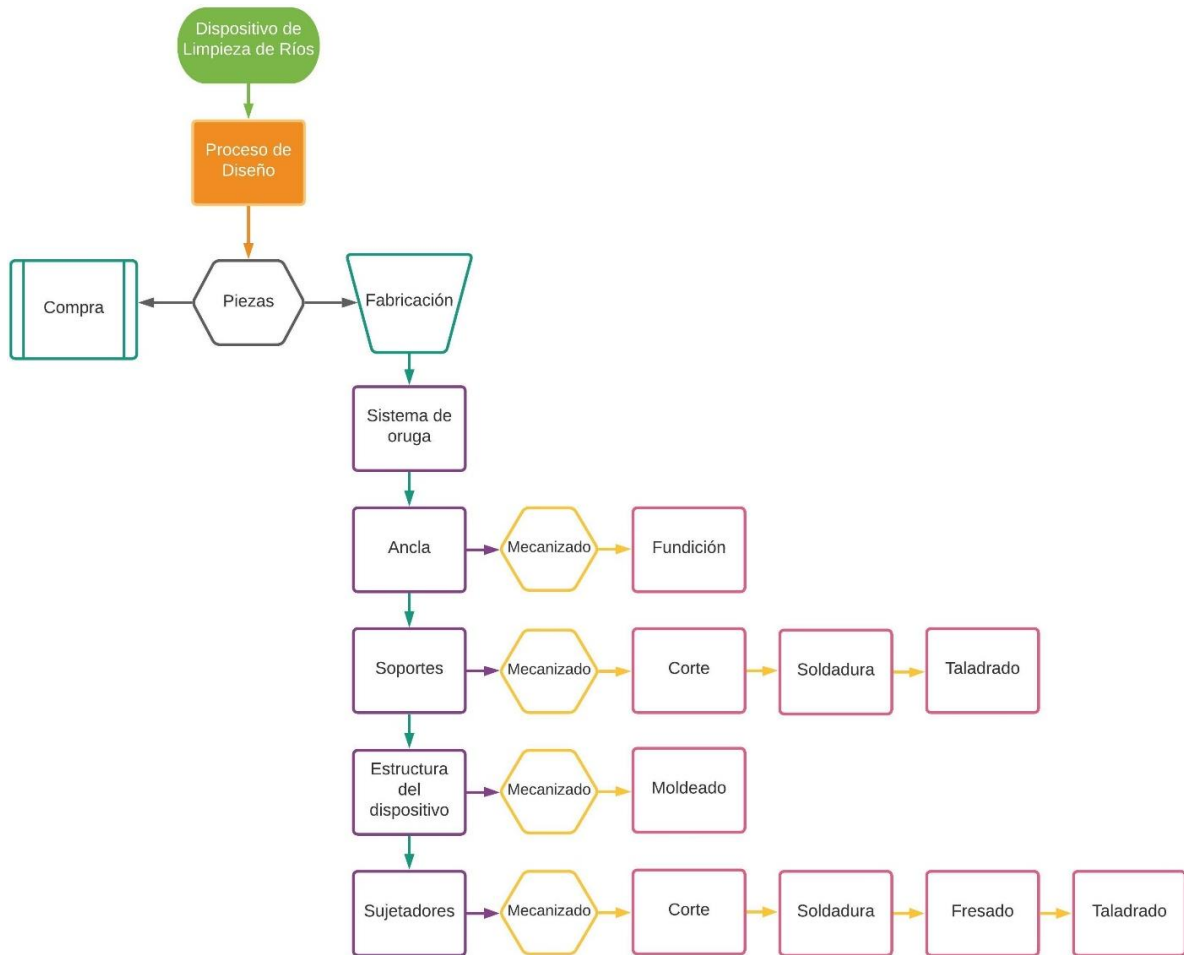 Dispositivo de
Limpieza de Ríos
Proceso de
Diseño
Compra
Piezas
Fabricación
Sistema de
oruga
Ancla
Mecanizado
Fundición
Soportes
Mecanizado
Corte
Soldadura
Taladrado
Estructura
del
dispositivo
Mecanizado
Moldeado
Sujetadores
Mecanizado
Corte
Soldadura
Fresado
Taladrado